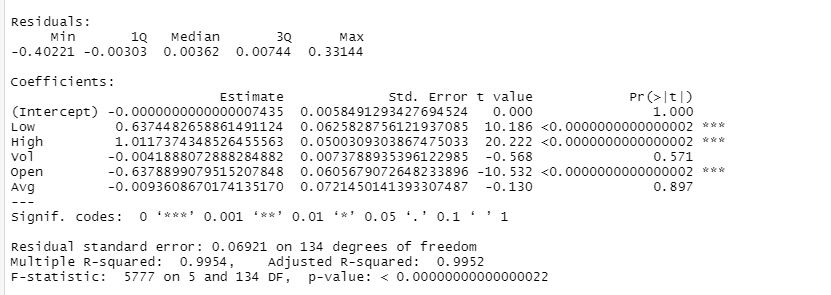 Residuals:
     Min       1Q   Median       3Q      Max
-0.40221 -0.00303  0.00362  0.00744  0.33144
Coefficients:
                         Estimate            Std. Error t value             Pr(>|t|)
(Intercept) -0.0000000000000007435  0.0058491293427694524   0.000                1.000
Low          0.6374482658861491124  0.0625828756121937085  10.186 <0.0000000000000002 ***
High         1.0117374348526455563  0.0500309303867475033  20.222 <0.0000000000000002 ***
Vol         -0.0041888072888284882  0.0073788935396122985  -0.568                0.571
Open        -0.6378899079515207848  0.0605679072648233896 -10.532 <0.0000000000000002 ***
Avg         -0.0093608670174135170  0.0721450141393307487  -0.130                0.897
---
Signif. codes:  0 ‘***’ 0.001 ‘**’ 0.01 ‘*’ 0.05 ‘.’ 0.1 ‘ ’ 1
Residual standard error: 0.06921 on 134 degrees of freedom
Multiple R-squared:  0.9954,    Adjusted R-squared:  0.9952
F-statistic:  5777 on 5 and 134 DF,  p-value: < 0.00000000000000022